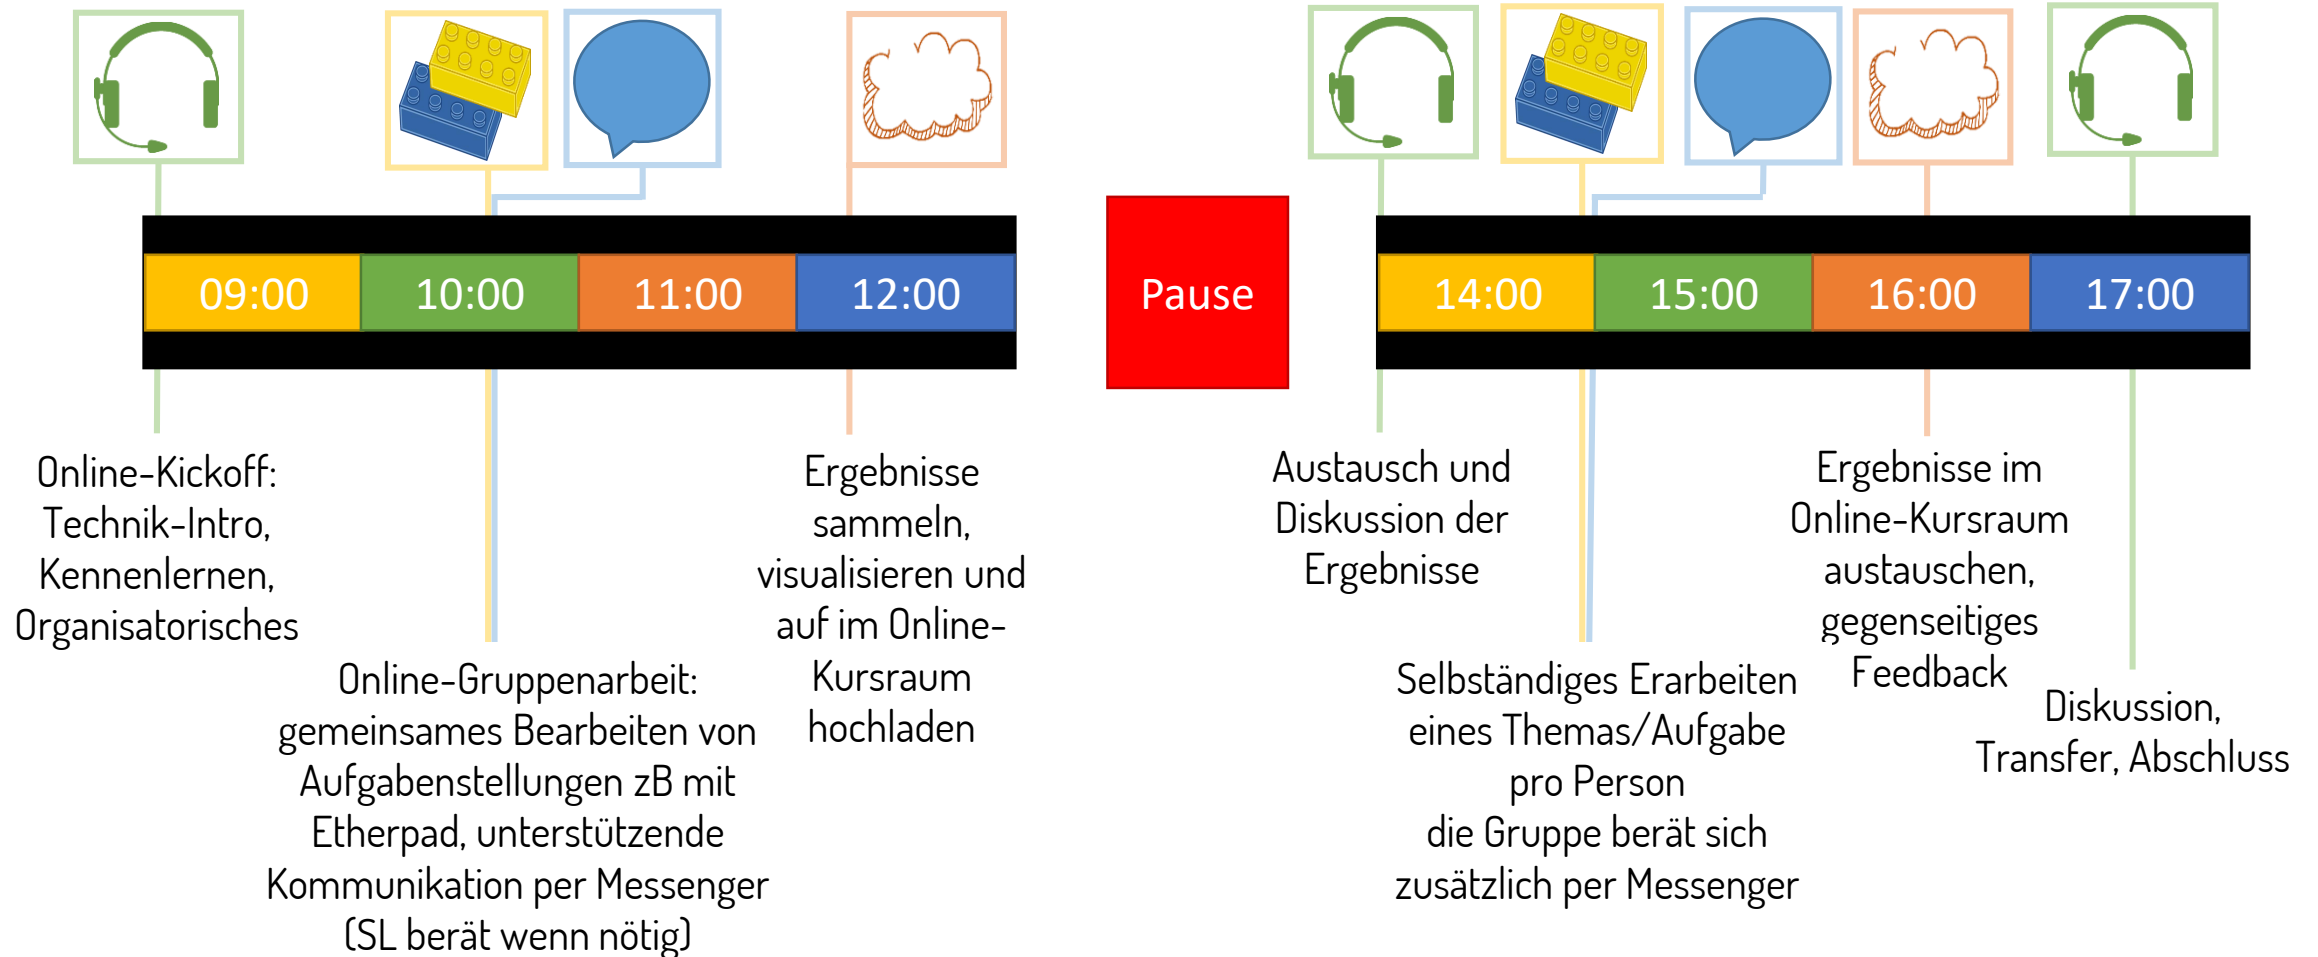 09:00
10:00
11:00
12:00
Pause
14:00
15:00
16:00
17:00
Online-Kickoff:
Technik-Intro,
Kennenlernen,
Organisatorisches
Online-Gruppenarbeit:
gemeinsames Bearbeiten von
Aufgabenstellungen zB mit
Etherpad, unterstützende
Kommunikation per Messenger
(SL berät wenn nötig)
Ergebnisse
sammeln,
visualisieren und
auf im Online-
Kursraum
hochladen
Austausch und
Diskussion der
Ergebnisse
Selbständiges Erarbeiten
eines Themas/Aufgabe
pro Person
die Gruppe berät sich
zusätzlich per Messenger
Ergebnisse im
Online-Kursraum
austauschen,
gegenseitiges
Feedback
Diskussion,
Transfer, Abschluss